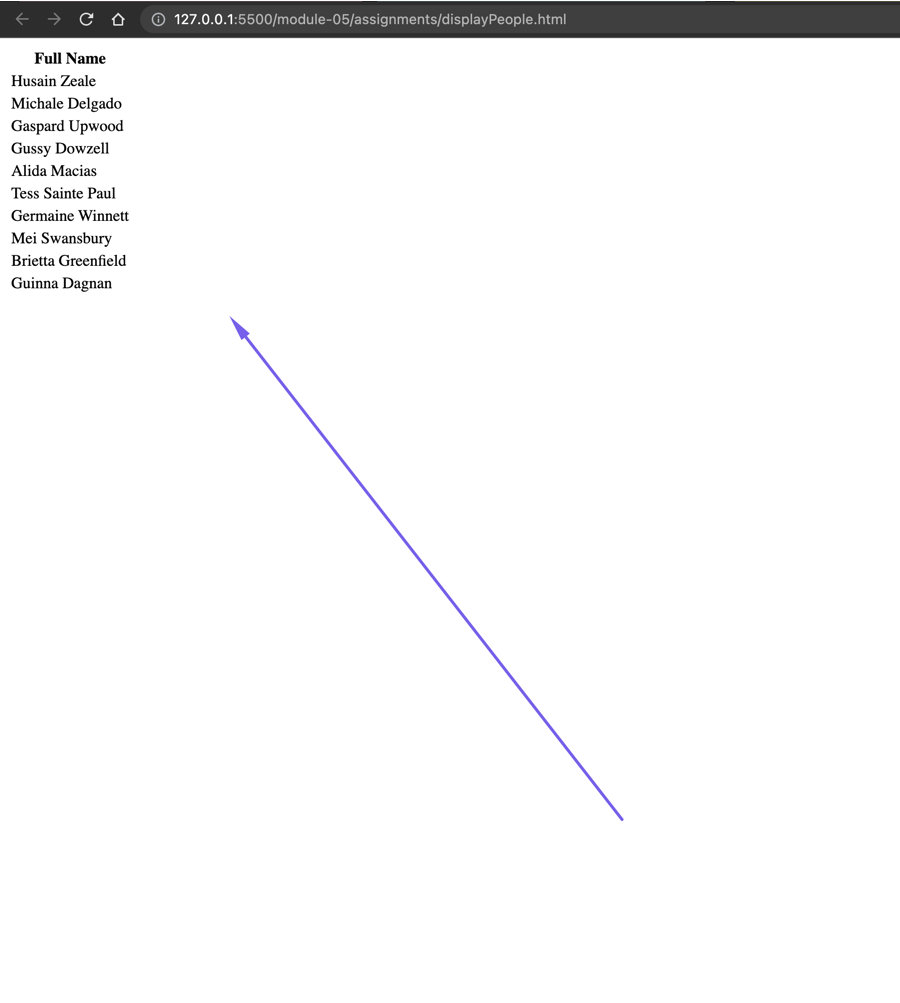 127.0.0.1:5500/module-05/assignments/displayPeople.html
Full Name
Husain Zeale
Michale Delgado
Gaspard Upwood
Gussy Dowzell
Alida Macias
Tess Sainte Paul
Germaine Winnett
Mei Swansbury
Brietta Greenfield
Guinna Dagnan